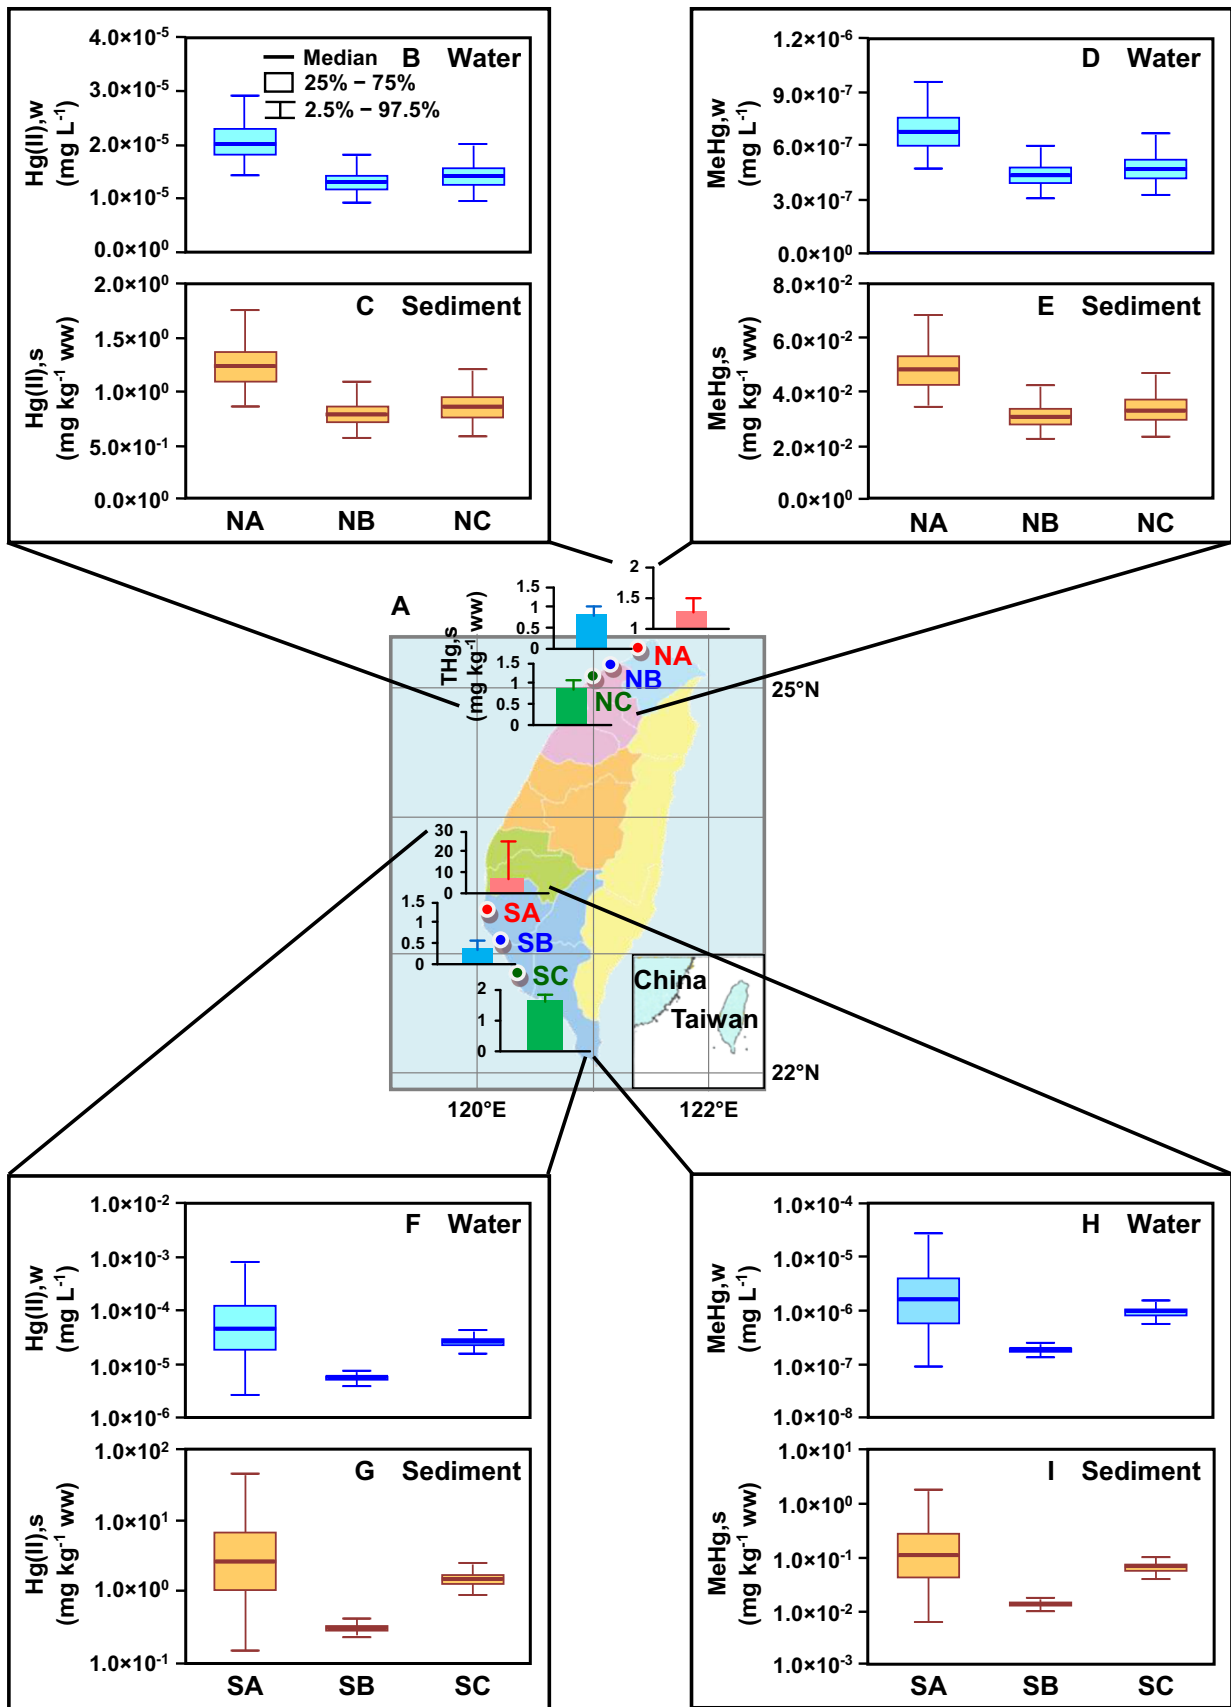 4.0×10⁻⁵
3.0×10⁻⁵
2.0×10⁻⁵
1.0×10⁻⁵
0.0×10⁰
Hg(II),w
(mg L⁻¹)
Median
25% – 75%
2.5% – 97.5%
B Water
2.0×10⁰
1.5×10⁰
1.0×10⁰
5.0×10⁻¹
0.0×10⁰
Hg(II),s
(mg kg⁻¹ ww)
C Sediment
NA NB NC
1.2×10⁻⁶
9.0×10⁻⁷
6.0×10⁻⁷
3.0×10⁻⁷
0.0×10⁰
MeHg,w
(mg L⁻¹)
D Water
8.0×10⁻²
6.0×10⁻²
4.0×10⁻²
2.0×10⁻²
0.0×10⁰
MeHg,s
(mg kg⁻¹ ww)
E Sediment
NA NB NC
A
THg,s
(mg kg⁻¹ ww)
1.5
1
0.5
0
2
1.5
1
1.5
1
0.5
0
NA
NB
NC
25°N
30
20
10
0
SA
1.5
1
0.5
0
SB
SC
2
1
0
China
Taiwan
22°N
120°E 122°E
1.0×10⁻²
1.0×10⁻³
1.0×10⁻⁴
1.0×10⁻⁵
1.0×10⁻⁶
Hg(II),w
(mg L⁻¹)
F Water
1.0×10²
1.0×10¹
1.0×10⁰
1.0×10⁻¹
Hg(II),s
(mg kg⁻¹ ww)
G Sediment
SA SB SC
1.0×10⁻⁴
1.0×10⁻⁵
1.0×10⁻⁶
1.0×10⁻⁷
1.0×10⁻⁸
MeHg,w
(mg L⁻¹)
H Water
1.0×10¹
1.0×10⁰
1.0×10⁻¹
1.0×10⁻²
1.0×10⁻³
MeHg,s
(mg kg⁻¹ ww)
I Sediment
SA SB SC